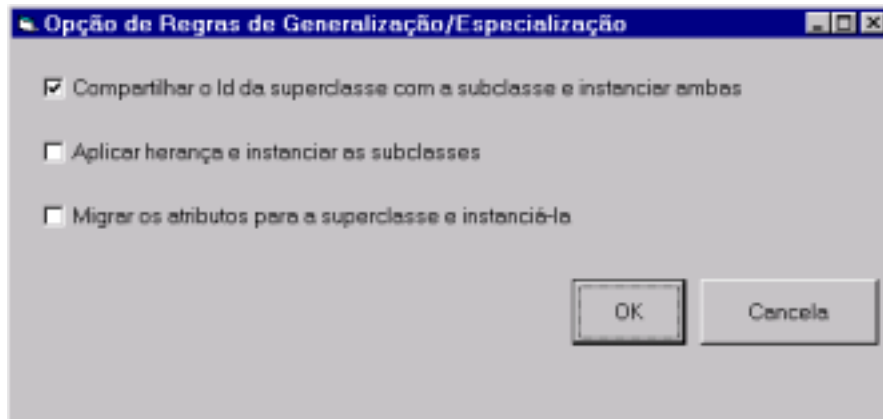 Opção de Regras de Generalização/Especialização
Compartilhar o Id da superclasse com a subclasse e instanciar ambas
Aplicar herança e instanciar as subclasses
Migrar os atributos para a superclasse e instanciá-la
OK
Cancela